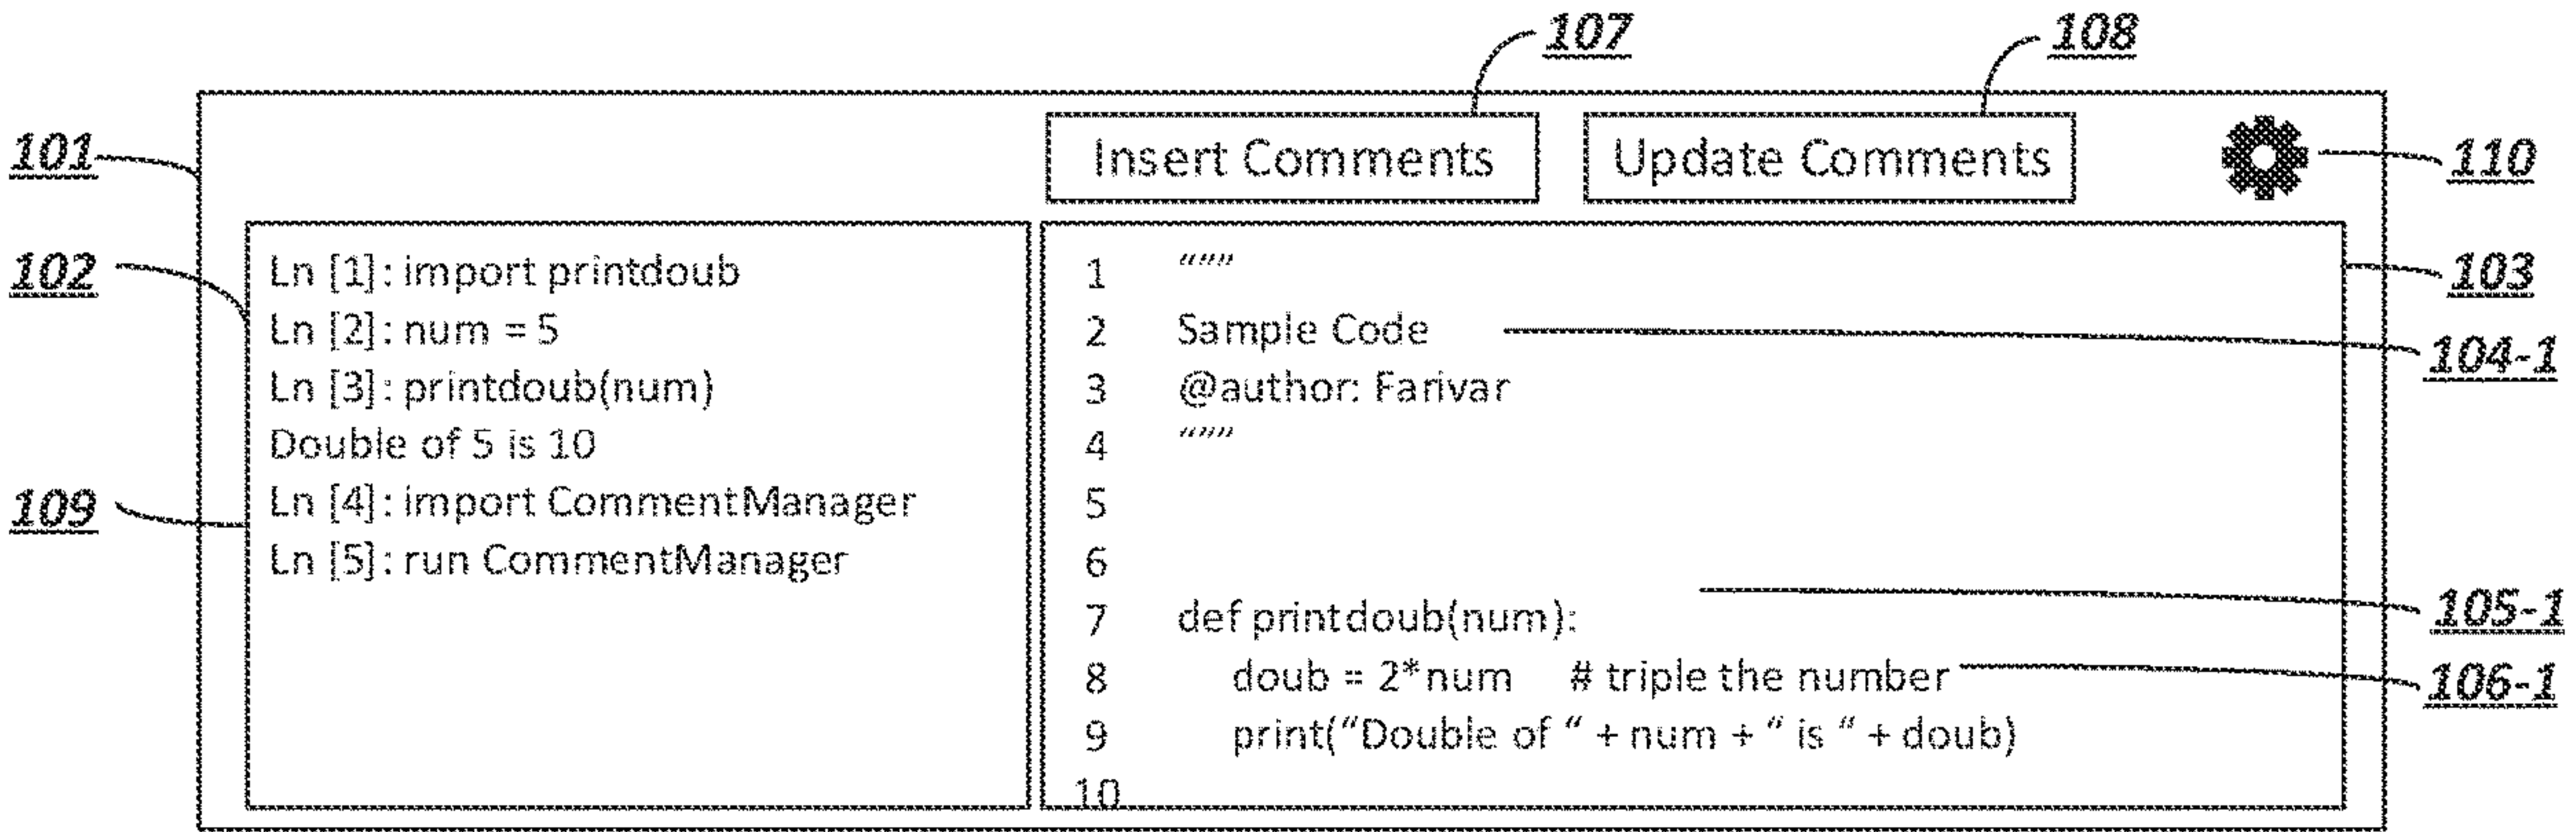 107
108
101
Insert Comments
Update Comments
110
102
Ln [1]: import printdoub
Ln [2]: num = 5
Ln [3]: printdoub(num)
Double of 5 is 10
109
Ln [4]: import CommentManager
Ln [5]: run CommentManager
1 “““
2 Sample Code
3 @author: Farivar
4 “““
5
6
7 def printdoub(num):
8 doub = 2*num # triple the number
9 print(“Double of “ + num + “ is “ + doub)
10
103
104-1
105-1
106-1